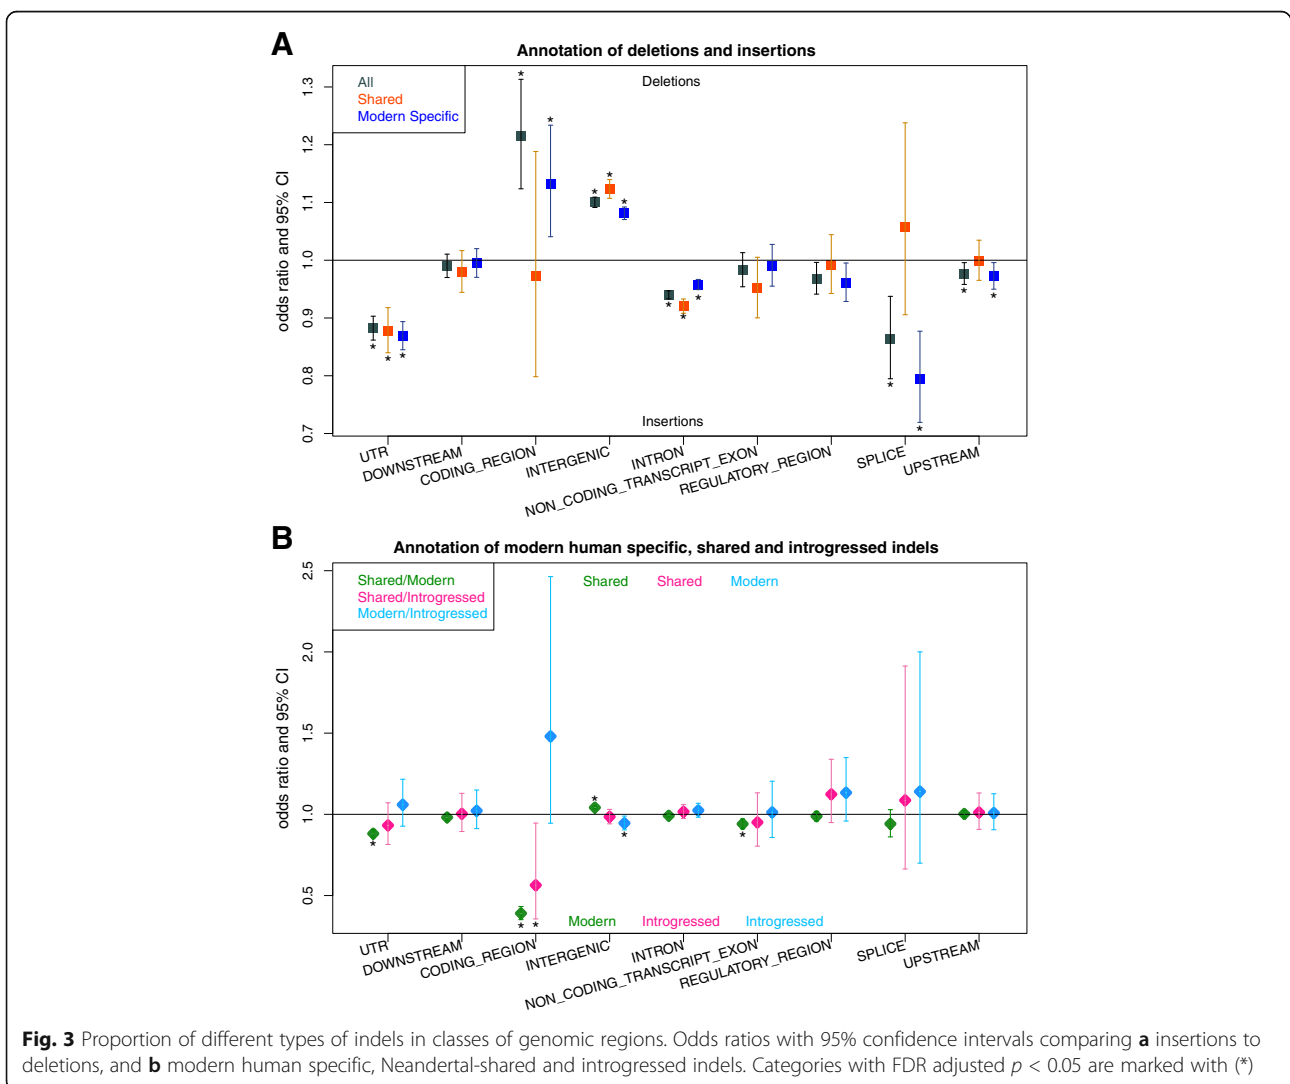 A
Annotation of deletions and insertions
All
Shared
Modern Specific
Deletions
Insertions
odds ratio and 95% CI
1.3
1.2
1.1
1.0
0.9
0.8
0.7
* * * * * * * * * * * * * * * *
UTR
DOWNSTREAM
CODING_REGION
INTERGENIC
INTRON
NON_CODING_TRANSCRIPT_EXON
REGULATORY_REGION
SPLICE
UPSTREAM
B
Annotation of modern human specific, shared and introgressed indels
Shared/Modern
Shared/Introgressed
Modern/Introgressed
Shared Shared Modern
Modern Introgressed Introgressed
odds ratio and 95% CI
2.5
2.0
1.5
1.0
0.5
* * * * * *
UTR
DOWNSTREAM
CODING_REGION
INTERGENIC
INTRON
NON_CODING_TRANSCRIPT_EXON
REGULATORY_REGION
SPLICE
UPSTREAM
Fig. 3 Proportion of different types of indels in classes of genomic regions. Odds ratios with 95% confidence intervals comparing a insertions to
deletions, and b modern human specific, Neandertal-shared and introgressed indels. Categories with FDR adjusted p < 0.05 are marked with (*)